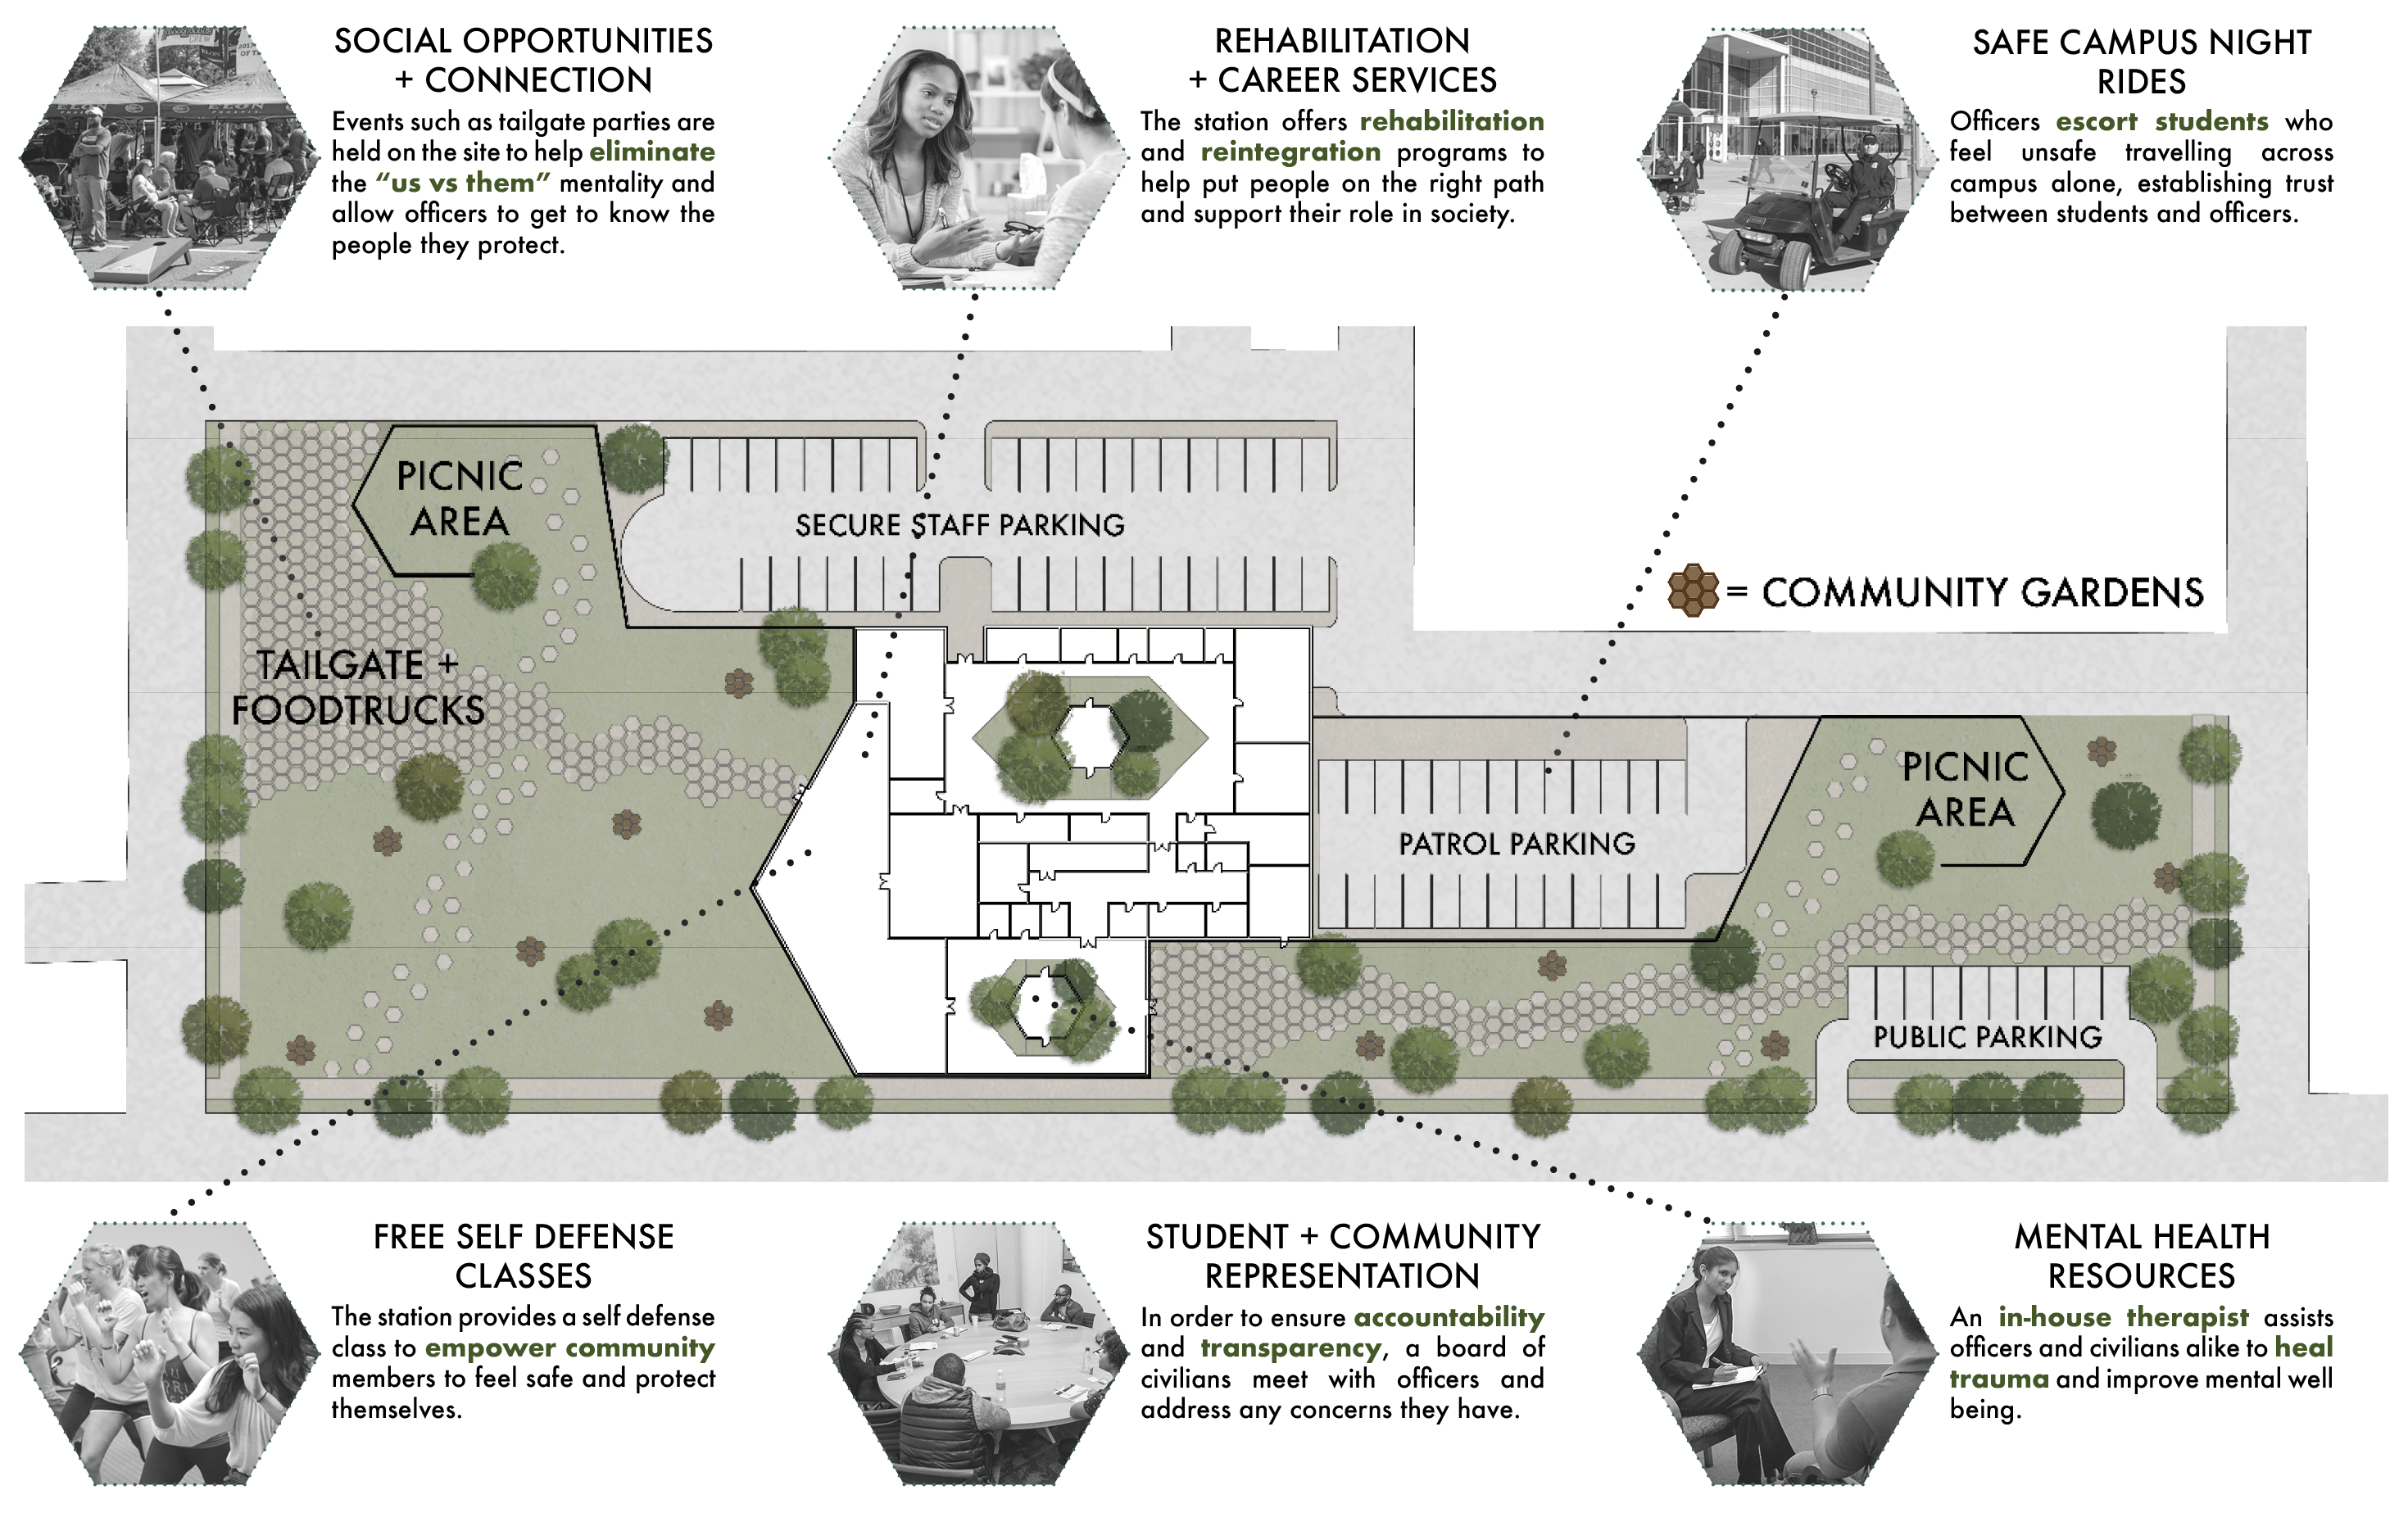 SOCIAL OPPORTUNITIES
+ CONNECTION
Events such as tailgate parties are
held on the site to help eliminate
the “us vs them” mentality and
allow officers to get to know the
people they protect.
REHABILITATION
+ CAREER SERVICES
The station offers rehabilitation
and reintegration programs to
help put people on the right path
and support their role in society.
SAFE CAMPUS NIGHT
RIDES
Officers escort students who
feel unsafe travelling across
campus alone, establishing trust
between students and officers.
PICNIC
AREA
SECURE STAFF PARKING
= COMMUNITY GARDENS
TAILGATE +
FOODTRUCKS
PICNIC
AREA
PATROL PARKING
PUBLIC PARKING
FREE SELF DEFENSE
CLASSES
The station provides a self defense
class to empower community
members to feel safe and protect
themselves.
STUDENT + COMMUNITY
REPRESENTATION
In order to ensure accountability
and transparency, a board of
civilians meet with officers and
address any concerns they have.
MENTAL HEALTH
RESOURCES
An in-house therapist assists
officers and civilians alike to heal
trauma and improve mental well
being.